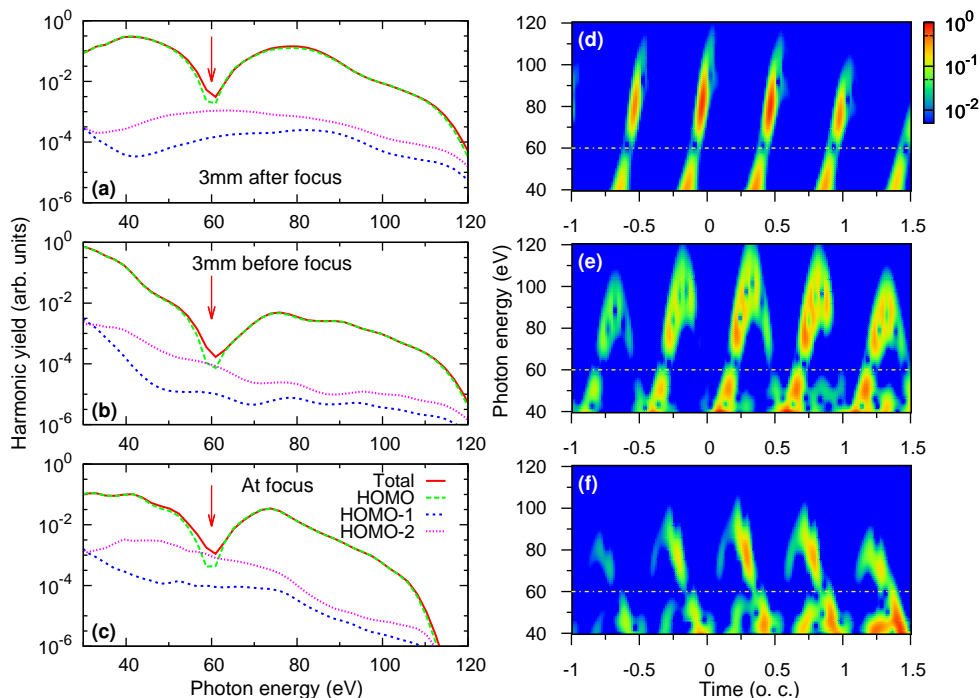 10^0
10^-2
10^-4
10^-6
40 60 80 100 120
(a)
3mm after focus
10^0
10^-2
10^-4
10^-6
40 60 80 100 120
(b)
3mm before focus
10^0
10^-2
10^-4
10^-6
40 60 80 100 120
(c)
At focus
Total
HOMO
HOMO-1
HOMO-2
Harmonic yield (arb. units)
Photon energy (eV)
120
100
80
60
40
-1 -0.5 0 0.5 1 1.5
(d)
10^0
10^-1
10^-2
120
100
80
60
40
-1 -0.5 0 0.5 1 1.5
(e)
120
100
80
60
40
-1 -0.5 0 0.5 1 1.5
(f)
Photon energy (eV)
Time (o. c.)